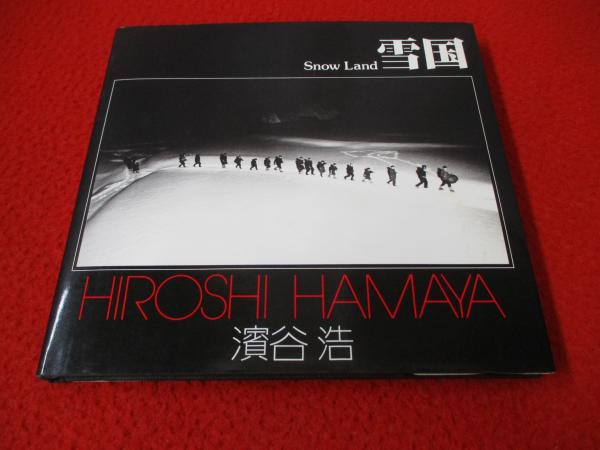 Snow Land 雪国
HIROSHI HAMAYA
濱谷 浩